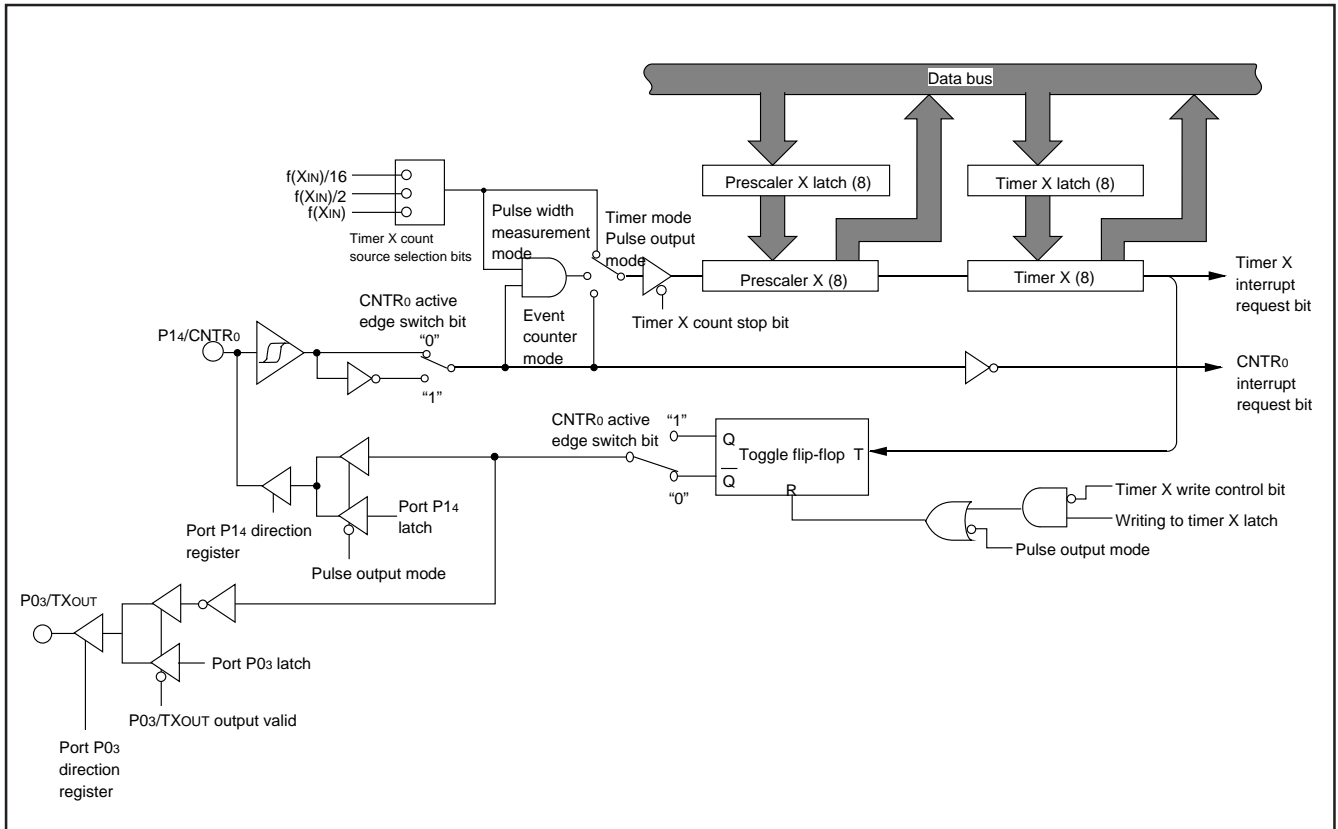 Data bus
Prescaler X latch (8)
Timer X latch (8)
f(XIN)/16
f(XIN)/2
f(XIN)
Timer X count
source selection bits
Pulse width
measurement
mode
Timer mode
Pulse output
mode
Prescaler X (8)
Timer X (8)
Timer X
interrupt
request bit
Timer X count stop bit
CNTR0 active
edge switch bit
Event
counter
mode
P14/CNTR0
“0”
“1”
CNTR0
interrupt
request bit
CNTR0 active
edge switch bit
“1”
“0”
Q
Toggle flip-flop T
Q
R
Timer X write control bit
Writing to timer X latch
Pulse output mode
Port P14
latch
Port P14 direction
register
Pulse output mode
P03/TXOUT
Port P03 latch
P03/TXOUT output valid
Port P03
direction
register